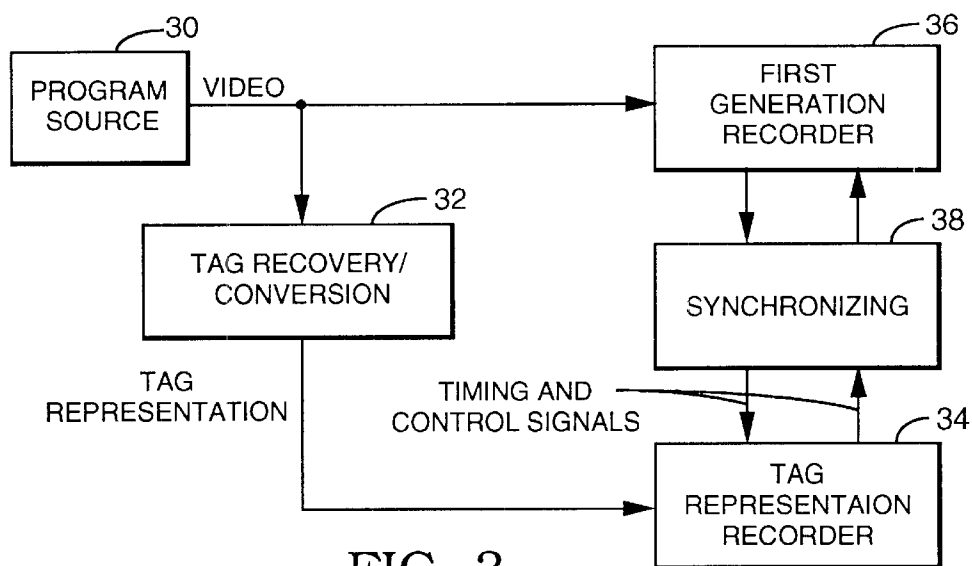 30
PROGRAM
SOURCE
VIDEO
36
FIRST
GENERATION
RECORDER
32
TAG RECOVERY/
CONVERSION
38
SYNCHRONIZING
TAG
REPRESENTATION
TIMING AND
CONTROL SIGNALS
34
TAG
REPRESENTAION
RECORDER